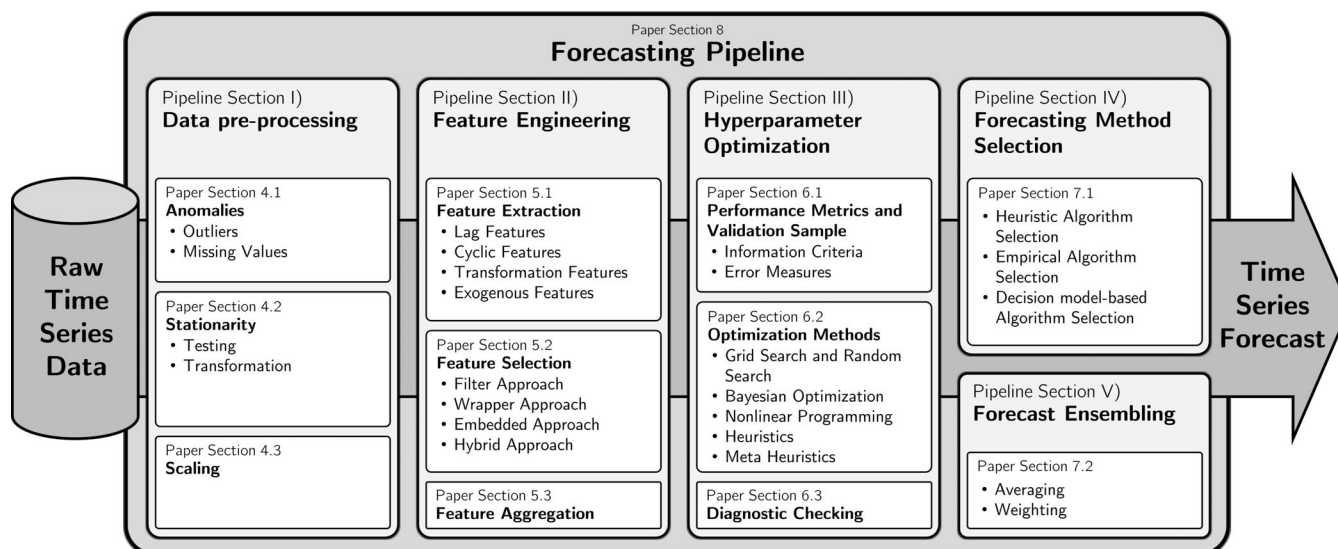 Paper Section 8
Forecasting Pipeline
Raw
Time
Series
Data
Pipeline Section I)
Data pre-processing
Paper Section 4.1
Anomalies
• Outliers
• Missing Values
Paper Section 4.2
Stationarity
• Testing
• Transformation
Paper Section 4.3
Scaling
Pipeline Section II)
Feature Engineering
Paper Section 5.1
Feature Extraction
• Lag Features
• Cyclic Features
• Transformation Features
• Exogenous Features
Paper Section 5.2
Feature Selection
• Filter Approach
• Wrapper Approach
• Embedded Approach
• Hybrid Approach
Paper Section 5.3
Feature Aggregation
Pipeline Section III)
Hyperparameter
Optimization
Paper Section 6.1
Performance Metrics and
Validation Sample
• Information Criteria
• Error Measures
Paper Section 6.2
Optimization Methods
• Grid Search and Random
Search
• Bayesian Optimization
• Nonlinear Programming
• Heuristics
• Meta Heuristics
Paper Section 6.3
Diagnostic Checking
Pipeline Section IV)
Forecasting Method
Selection
Paper Section 7.1
• Heuristic Algorithm
Selection
• Empirical Algorithm
Selection
• Decision model-based
Algorithm Selection
Pipeline Section V)
Forecast Ensembling
Paper Section 7.2
• Averaging
• Weighting
Time
Series
Forecast